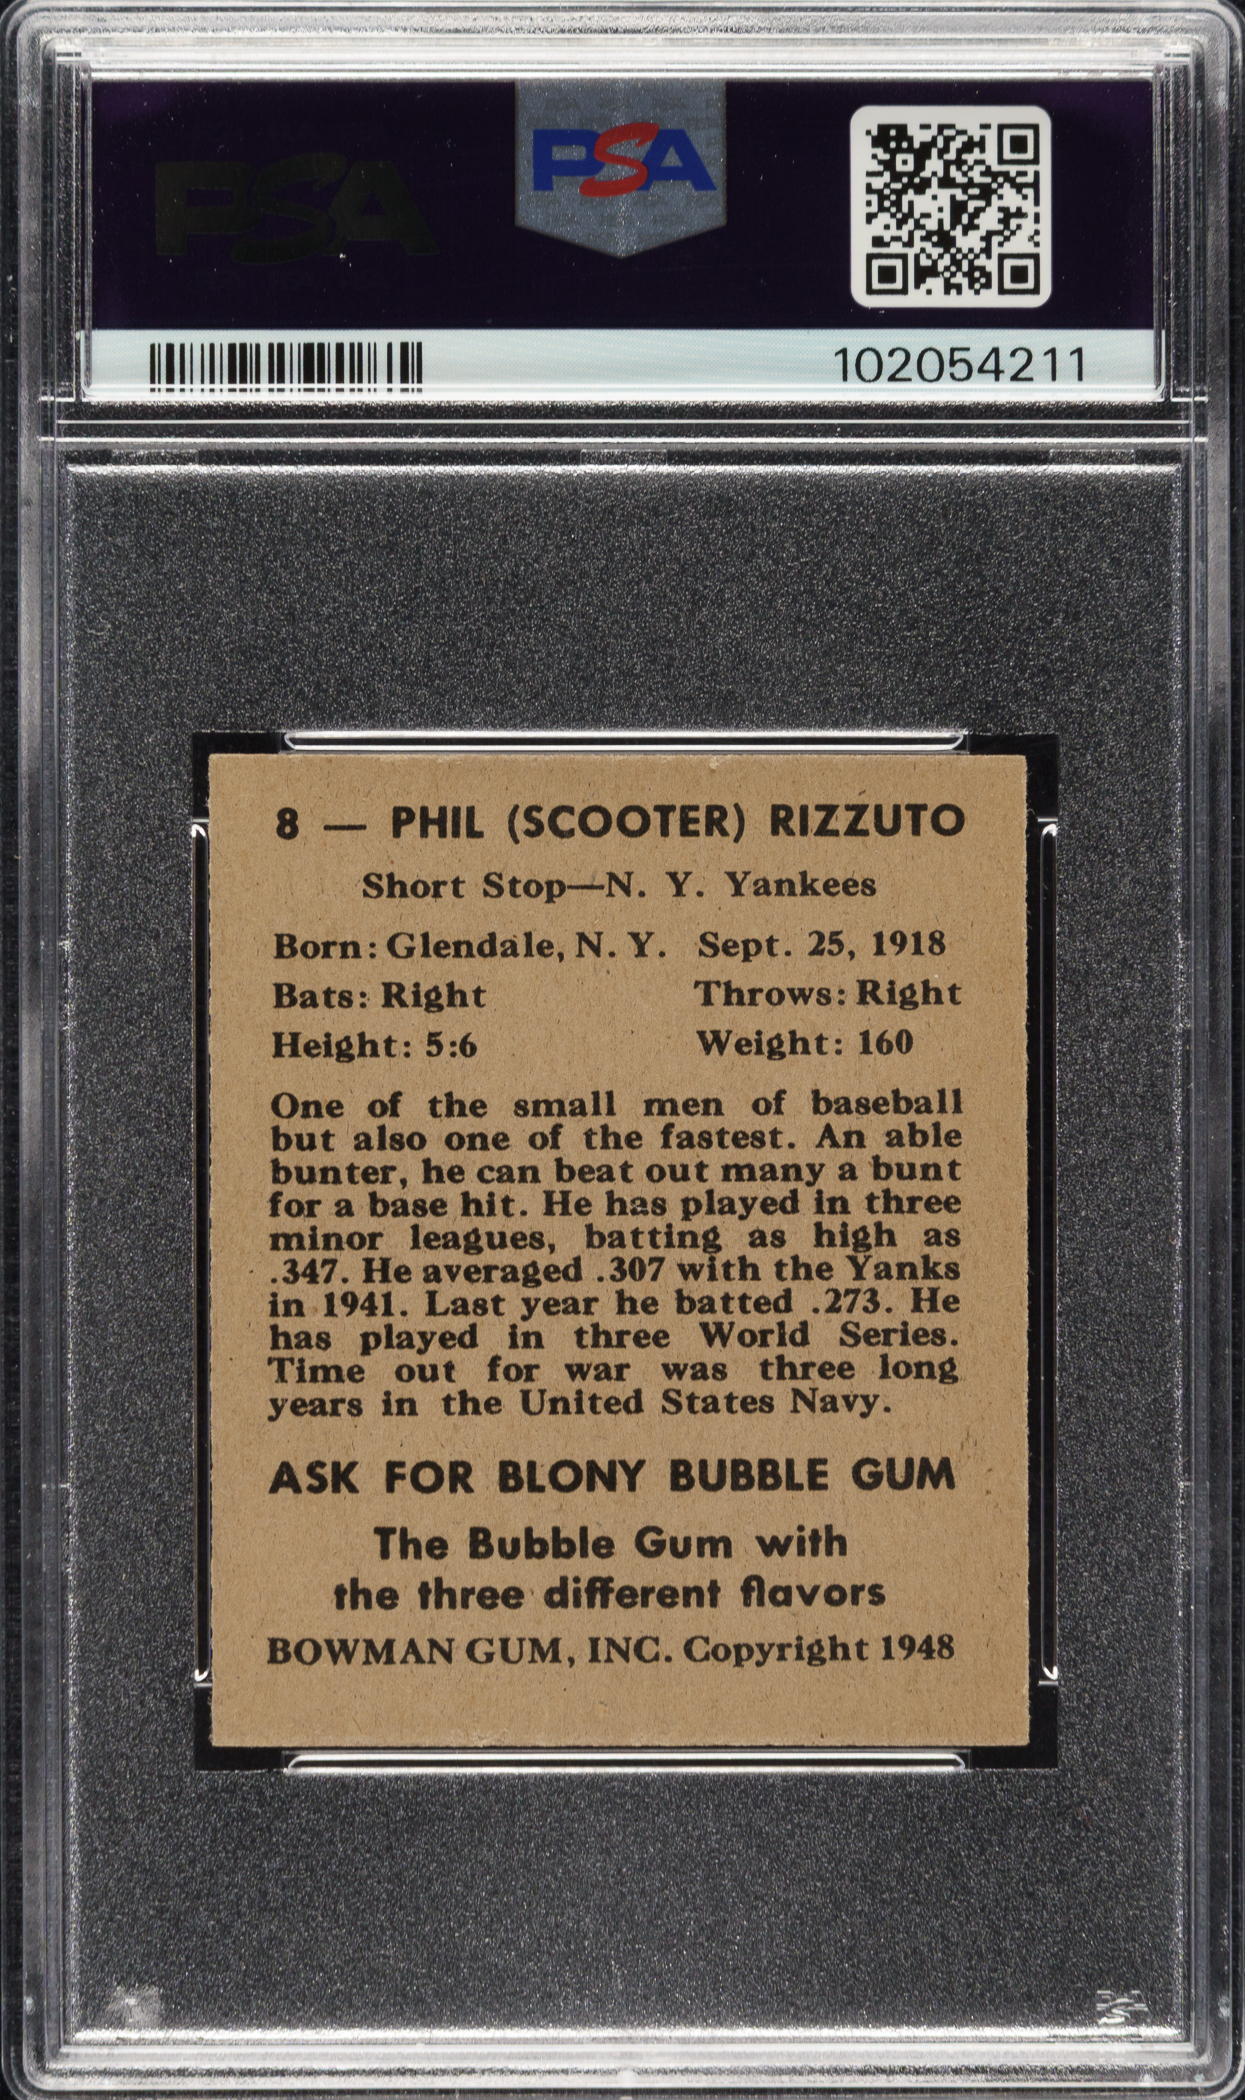 PSA
PSA
102054211
8 — PHIL (SCOOTER) RIZZUTO
Short Stop—N. Y. Yankees
Born: Glendale, N. Y. Sept. 25, 1918
Bats: Right Throws: Right
Height: 5:6 Weight: 160
One of the small men of baseball
but also one of the fastest. An able
bunter, he can beat out many a bunt
for a base hit. He has played in three
minor leagues, batting as high as
.347. He averaged .307 with the Yanks
in 1941. Last year he batted .273. He
has played in three World Series.
Time out for war was three long
years in the United States Navy.
ASK FOR BLONY BUBBLE GUM
The Bubble Gum with
the three different flavors
BOWMAN GUM, INC. Copyright 1948